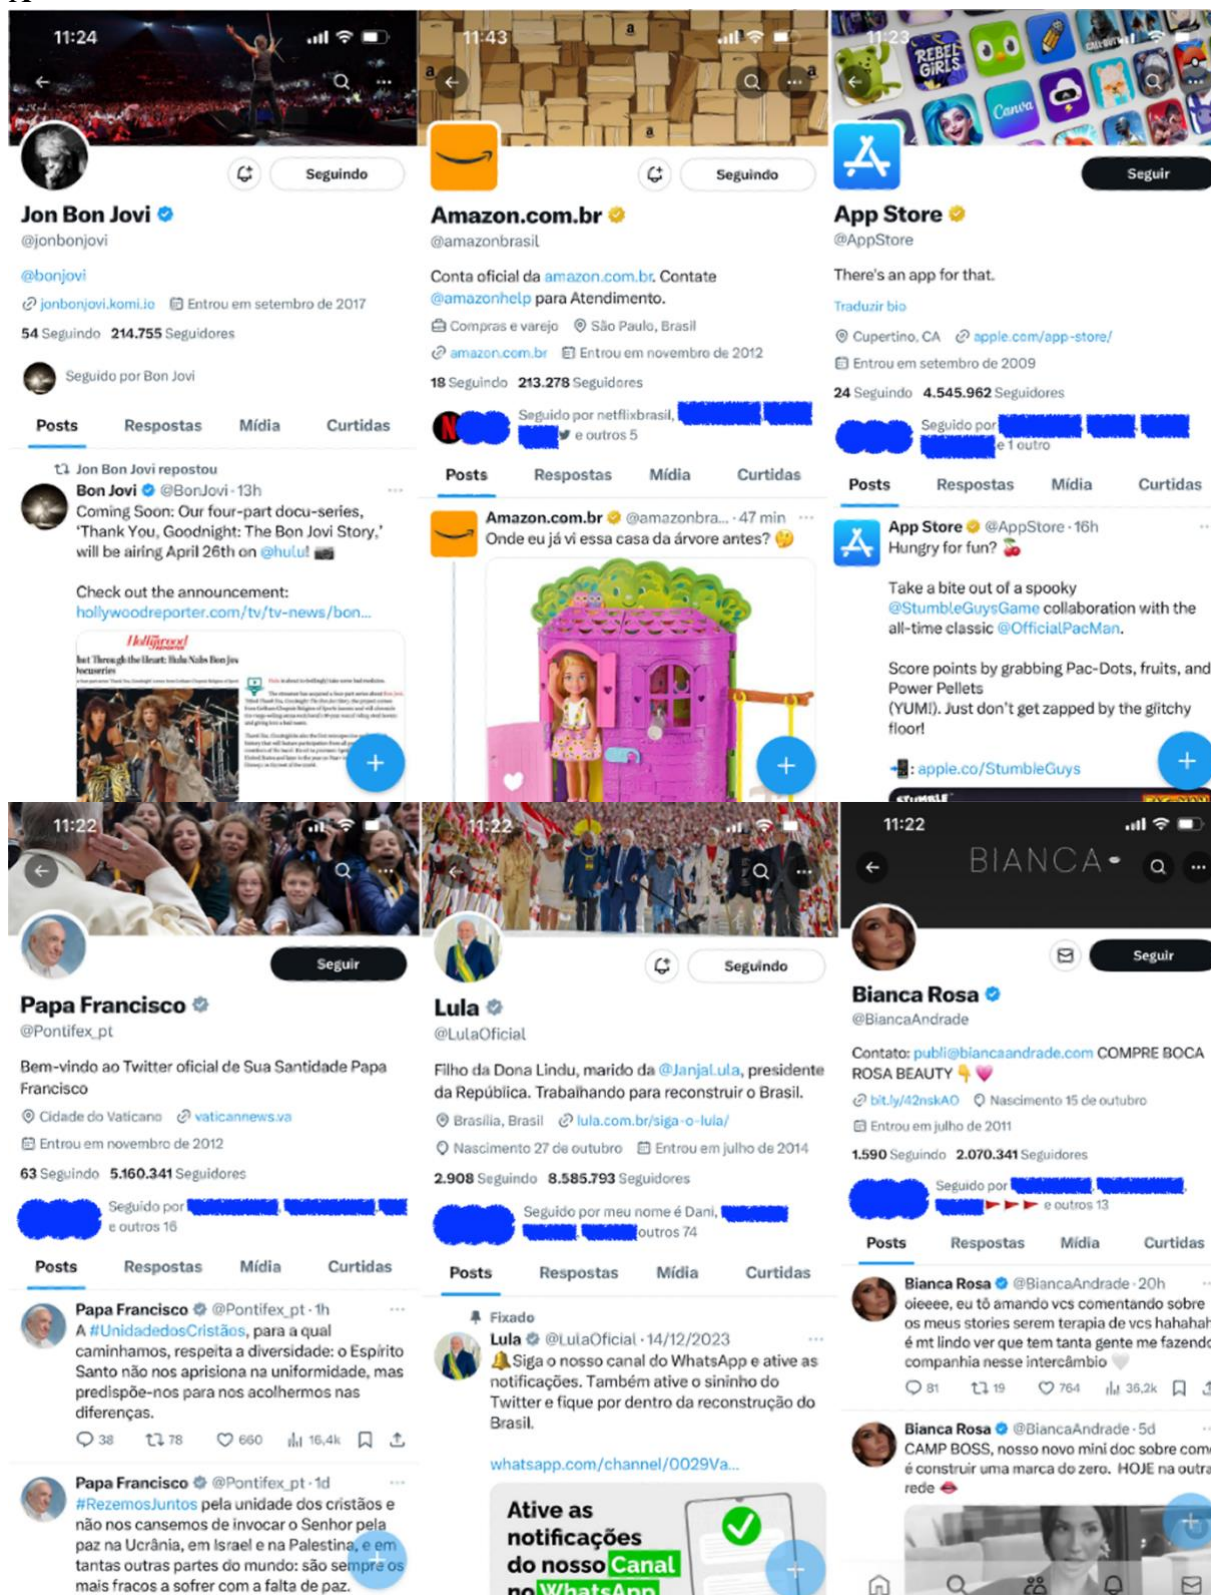 11:24
Seguindo
Jon Bon Jovi
@jonbonjovi
@bonjovi
jonbonjovi.komi.io Entrou em setembro de 2017
54 Seguindo 214.755 Seguidores
Seguido por Bon Jovi
Posts Respostas Mídia Curtidas
Jon Bon Jovi repostou
Bon Jovi @BonJovi · 13h
Coming Soon: Our four-part docu-series,
'Thank You, Goodnight: The Bon Jovi Story,'
will be airing April 26th on @hulu! 📷
Check out the announcement:
hollywoodreporter.com/tv/tv-news/bon...
Hollywood
REPORTER
hot Through the Heart: Hulu Nabs Bon Jov
Docuseries
11:43
a
a
a
a
Seguindo
Amazon.com.br
@amazonbrasil
Conta oficial da amazon.com.br. Contate
@amazonhelp para Atendimento.
Compras e varejo São Paulo, Brasil
amazon.com.br Entrou em novembro de 2012
18 Seguindo 213.278 Seguidores
Seguido por netflixbrasil,
e outros 5
Posts Respostas Mídia Curtidas
Amazon.com.br @amazonbra... · 47 min
Onde eu já vi essa casa da árvore antes? 🤔
11:23
REBEL
GIRLS
Canva
CALL OF DUTY
Seguir
App Store
@AppStore
There's an app for that.
Traduzir bio
Cupertino, CA apple.com/app-store/
Entrou em setembro de 2009
24 Seguindo 4.545.962 Seguidores
Seguido por
e 1 outro
Posts Respostas Mídia Curtidas
App Store @AppStore · 16h
Hungry for fun? 🍒
Take a bite out of a spooky
@StumbleGuysGame collaboration with the
all-time classic @OfficialPacMan.
Score points by grabbing Pac-Dots, fruits, and
Power Pellets
(YUM!). Just don't get zapped by the glitchy
floor!
📲: apple.co/StumbleGuys
STUMBLE
11:22
Seguir
Papa Francisco
@Pontifex_pt
Bem-vindo ao Twitter oficial de Sua Santidade Papa
Francisco
Cidade do Vaticano vaticannews.va
Entrou em novembro de 2012
63 Seguindo 5.160.341 Seguidores
Seguido por
e outros 16
Posts Respostas Mídia Curtidas
Papa Francisco @Pontifex_pt · 1h
A #UnidadedosCristãos, para a qual
caminhamos, respeita a diversidade: o Espírito
Santo não nos aprisiona na uniformidade, mas
predispõe-nos para nos acolhermos nas
diferenças.
38 78 660 16,4k
Papa Francisco @Pontifex_pt · 1d
#RezemosJuntos pela unidade dos cristãos e
não nos cansemos de invocar o Senhor pela
paz na Ucrânia, em Israel e na Palestina, e em
tantas outras partes do mundo: são sempre os
mais fracos a sofrer com a falta de paz.
11:22
Seguindo
Lula
@LulaOficial
Filho da Dona Lindu, marido da @JanjaLula, presidente
da República. Trabalhando para reconstruir o Brasil.
Brasília, Brasil lula.com.br/siga-o-lula/
Nascimento 27 de outubro Entrou em julho de 2014
2.908 Seguindo 8.585.793 Seguidores
Seguido por meu nome é Dani,
outros 74
Posts Respostas Mídia Curtidas
Fixado
Lula @LulaOficial · 14/12/2023
🔔Siga o nosso canal do WhatsApp e ative as
notificações. Também ative o sininho do
Twitter e fique por dentro da reconstrução do
Brasil.
whatsapp.com/channel/0029Va...
Ative as
notificações
do nosso Canal
no WhatsApp
11:22
BIANCA
Seguir
Bianca Rosa
@BiancaAndrade
Contato: publi@biancaandrade.com COMPRE BOCA
ROSA BEAUTY 👇 💗
bit.ly/42nskAO Nascimento 15 de outubro
Entrou em julho de 2011
1.590 Seguindo 2.070.341 Seguidores
Seguido por
🚩🚩🚩 e outros 13
Posts Respostas Mídia Curtidas
Bianca Rosa @BiancaAndrade · 20h
oieeee, eu tô amando vcs comentando sobre
os meus stories serem terapia de vcs hahahah
é mt lindo ver que tem tanta gente me fazendo
companhia nesse intercâmbio 🤍
81 19 764 36,2k
Bianca Rosa @BiancaAndrade · 5d
CAMP BOSS, nosso novo mini doc sobre como
é construir uma marca do zero. HOJE na outra
rede 👄